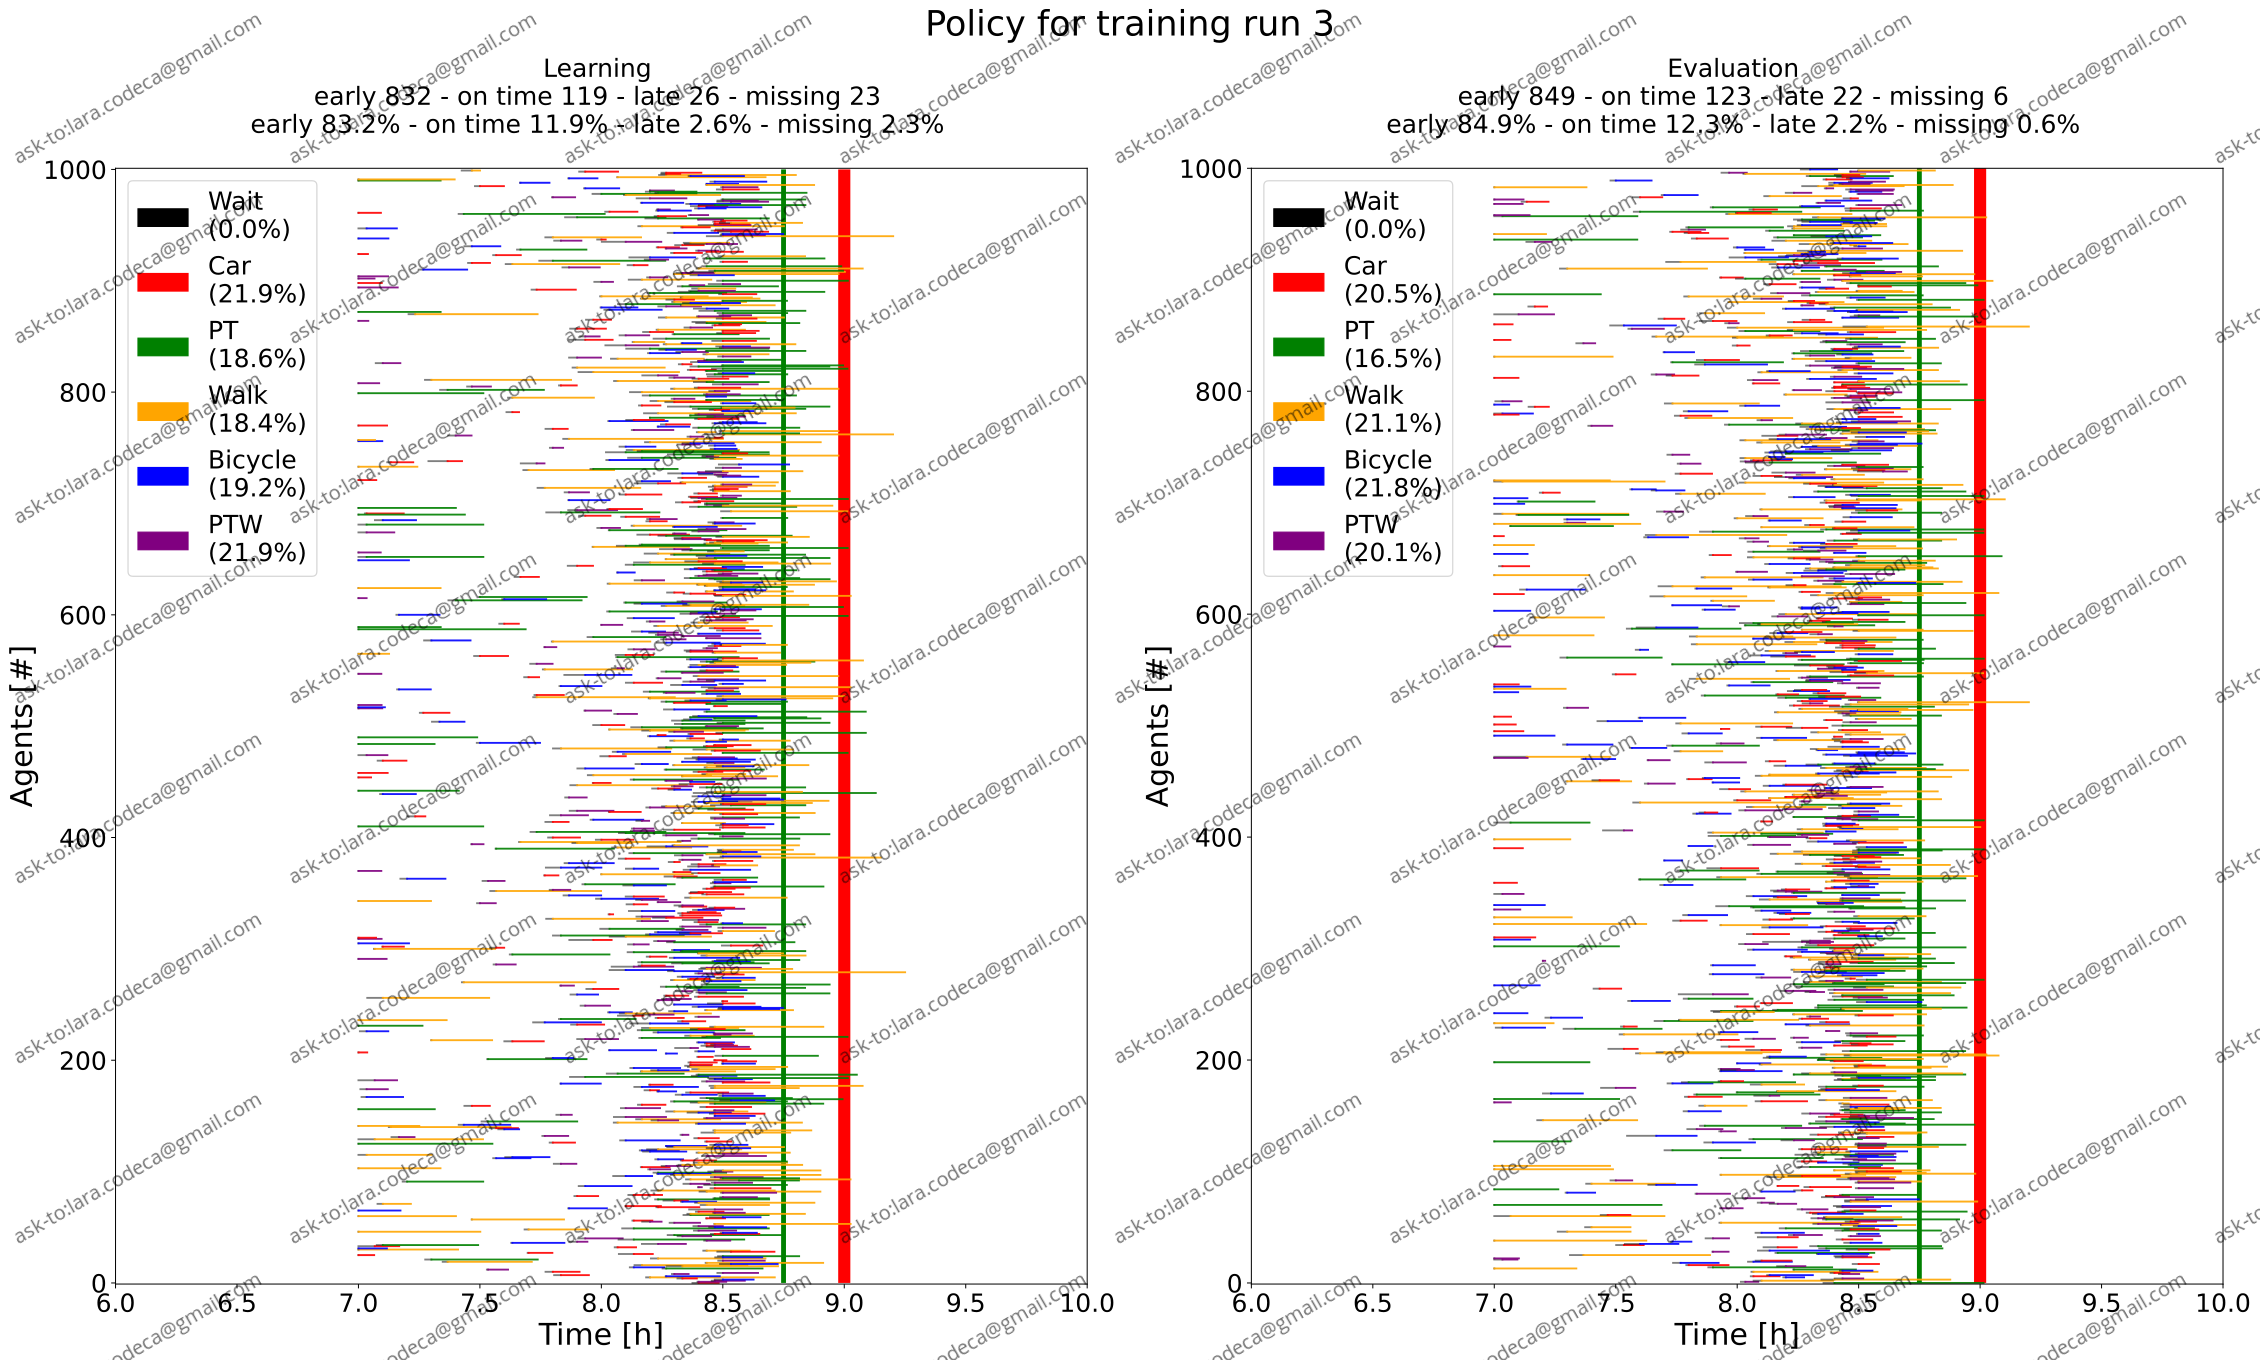 Policy for training run 3
Learning
early 832 - on time 119 - late 26 - missing 23
early 83.2% - on time 11.9% - late 2.6% - missing 2.3%
Agents [#]
1000
800
600
400
200
0
Wait
(0.0%)
Car
(21.9%)
PT
(18.6%)
Walk
(18.4%)
Bicycle
(19.2%)
PTW
(21.9%)
6.0 6.5 7.0 7.5 8.0 8.5 9.0 9.5 10.0
Time [h]
Evaluation
early 849 - on time 123 - late 22 - missing 6
early 84.9% - on time 12.3% - late 2.2% - missing 0.6%
Agents [#]
1000
800
600
400
200
0
Wait
(0.0%)
Car
(20.5%)
PT
(16.5%)
Walk
(21.1%)
Bicycle
(21.8%)
PTW
(20.1%)
6.0 6.5 7.0 7.5 8.0 8.5 9.0 9.5 10.0
Time [h]
ask-to:lara.codeca@gmail.com